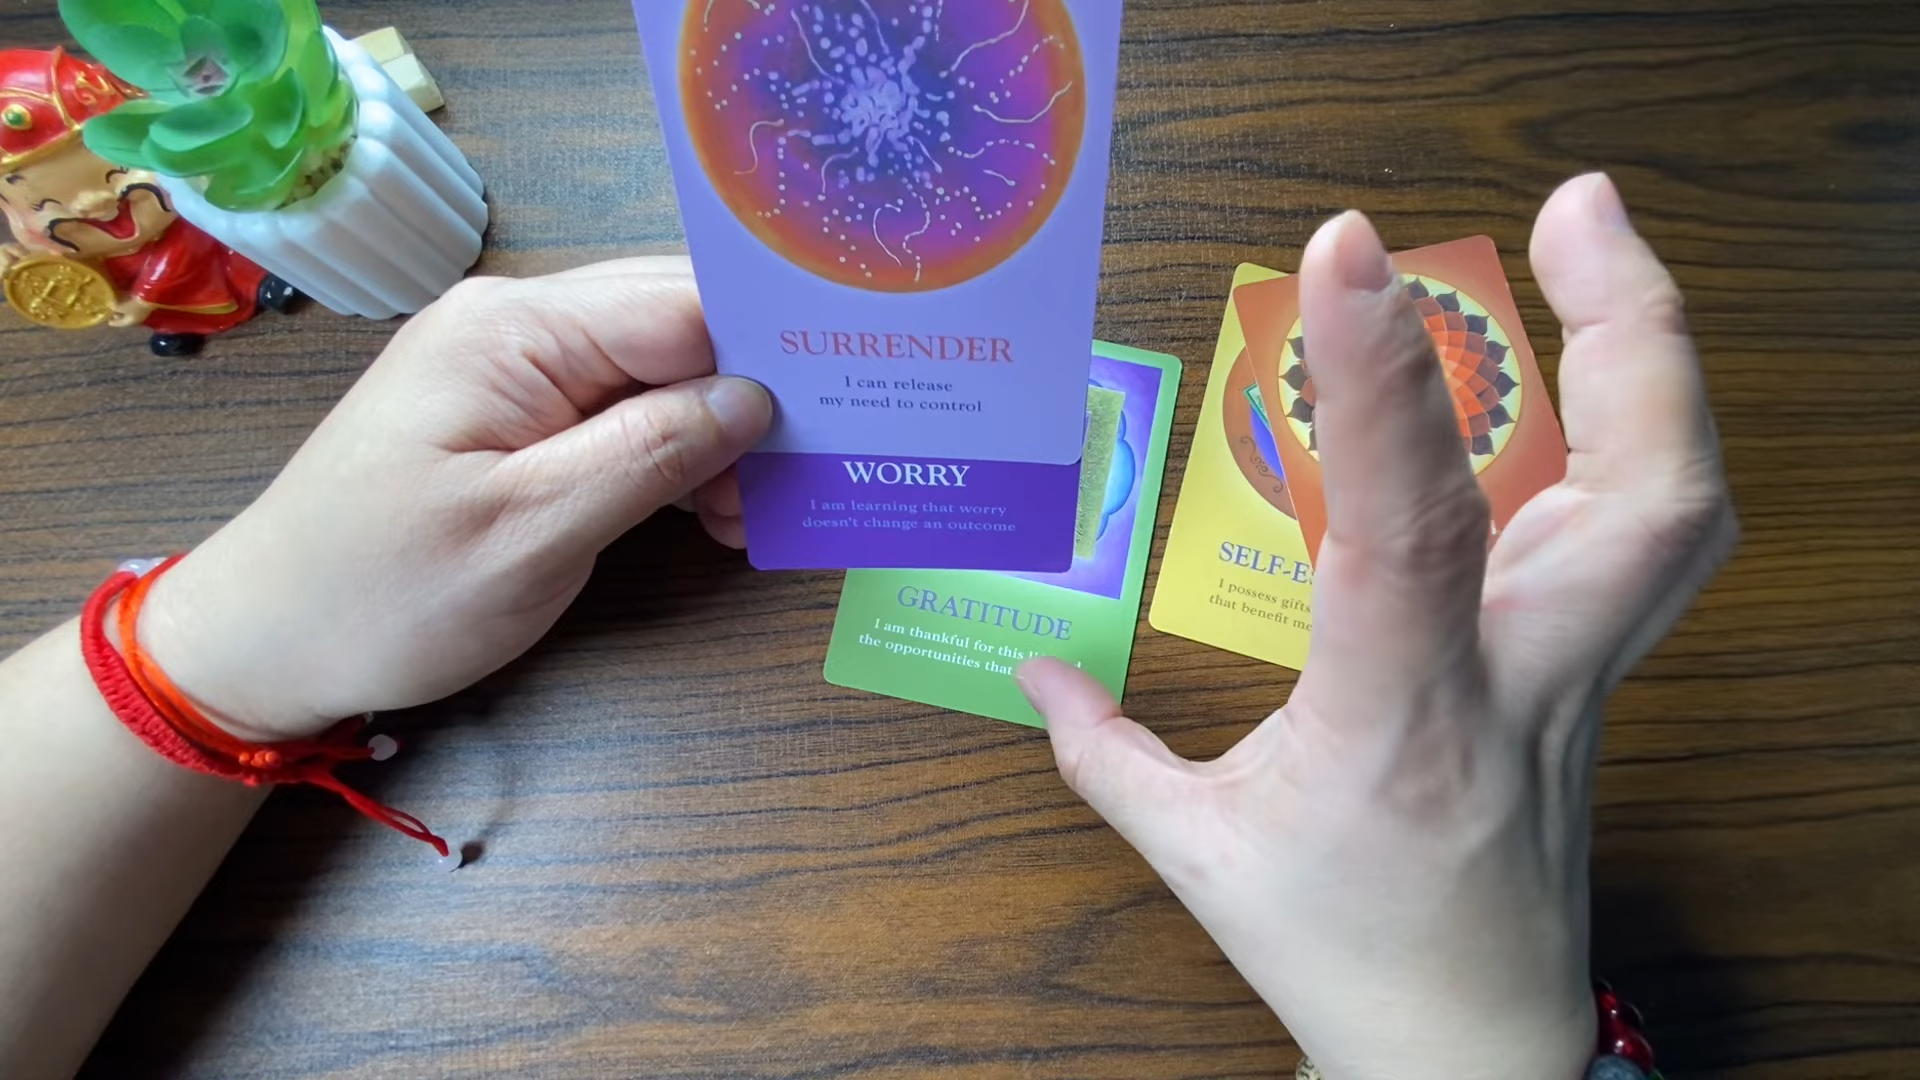 SURRENDER
I can release
my need to control
WORRY
I am learning that worry
doesn't change an outcome
GRATITUDE
I am thankful for this
the opportunities that
SELF-E
I possess gifts
that benefit me